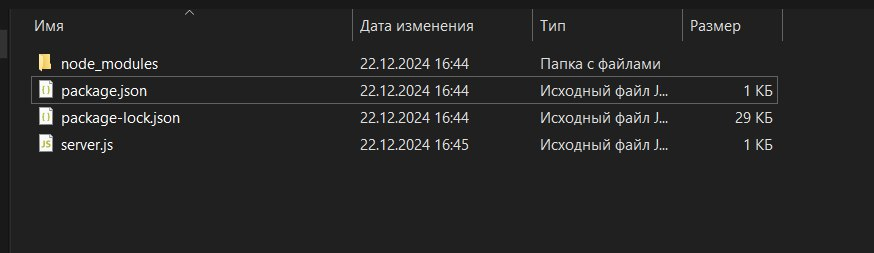 Имя Дата изменения Тип Размер
node_modules 22.12.2024 16:44 Папка с файлами
package.json 22.12.2024 16:44 Исходный файл J... 1 КБ
package-lock.json 22.12.2024 16:44 Исходный файл J... 29 КБ
server.js 22.12.2024 16:45 Исходный файл J... 1 КБ